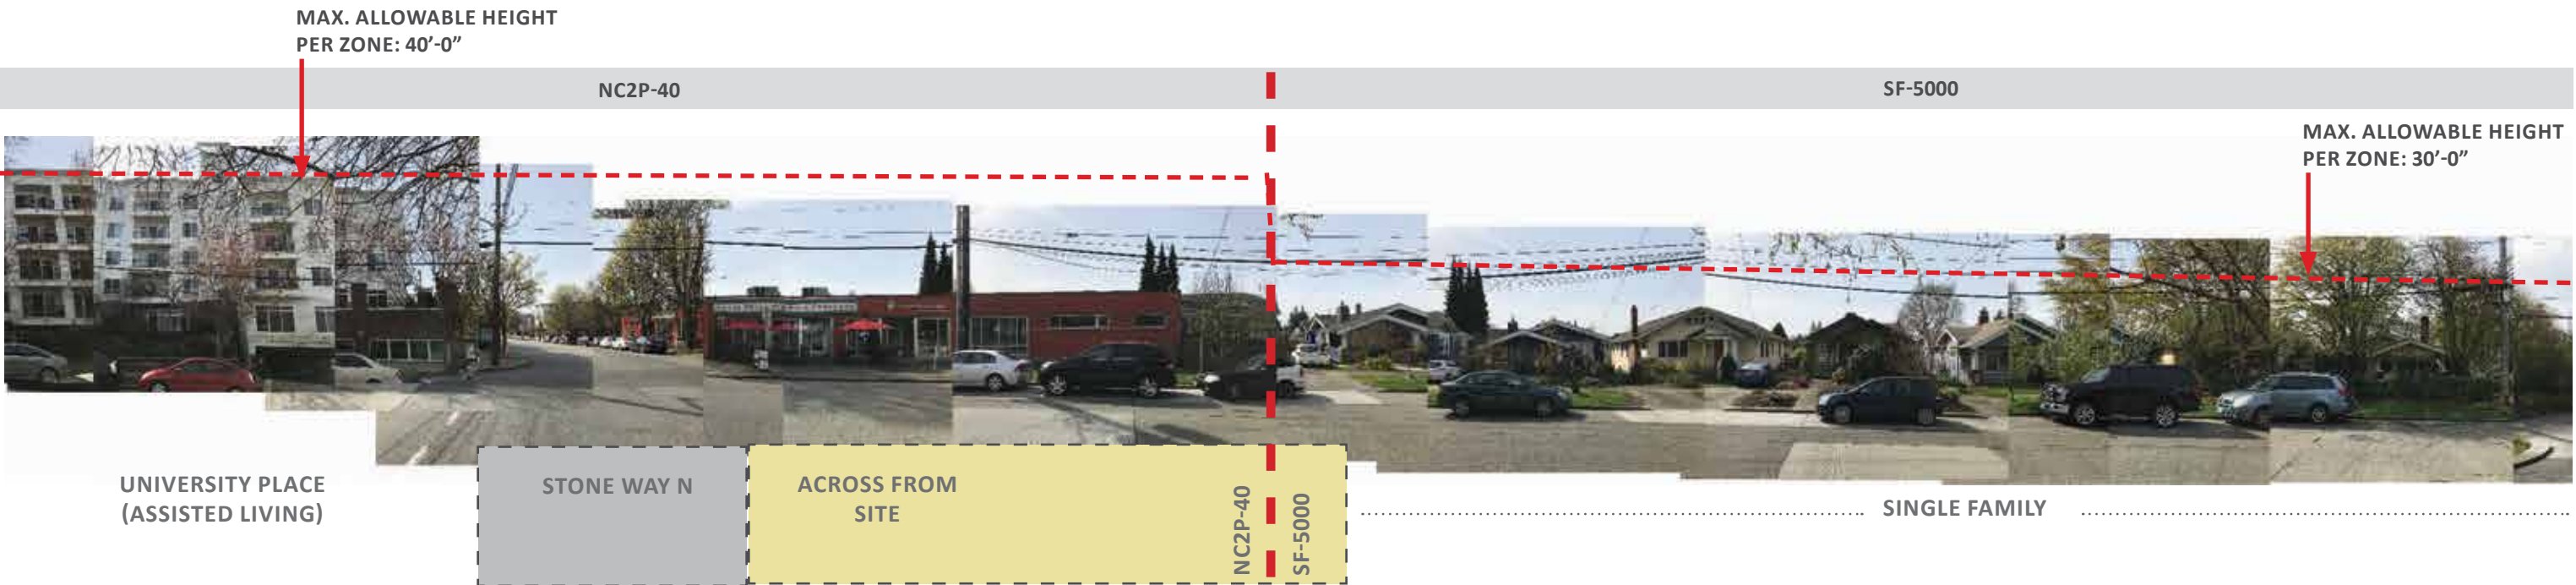 MAX. ALLOWABLE HEIGHT
PER ZONE: 40’-0”
NC2P-40
SF-5000
MAX. ALLOWABLE HEIGHT
PER ZONE: 30’-0”
UNIVERSITY PLACE
(ASSISTED LIVING)
STONE WAY N
ACROSS FROM
SITE
NC2P-40
SF-5000
SINGLE FAMILY